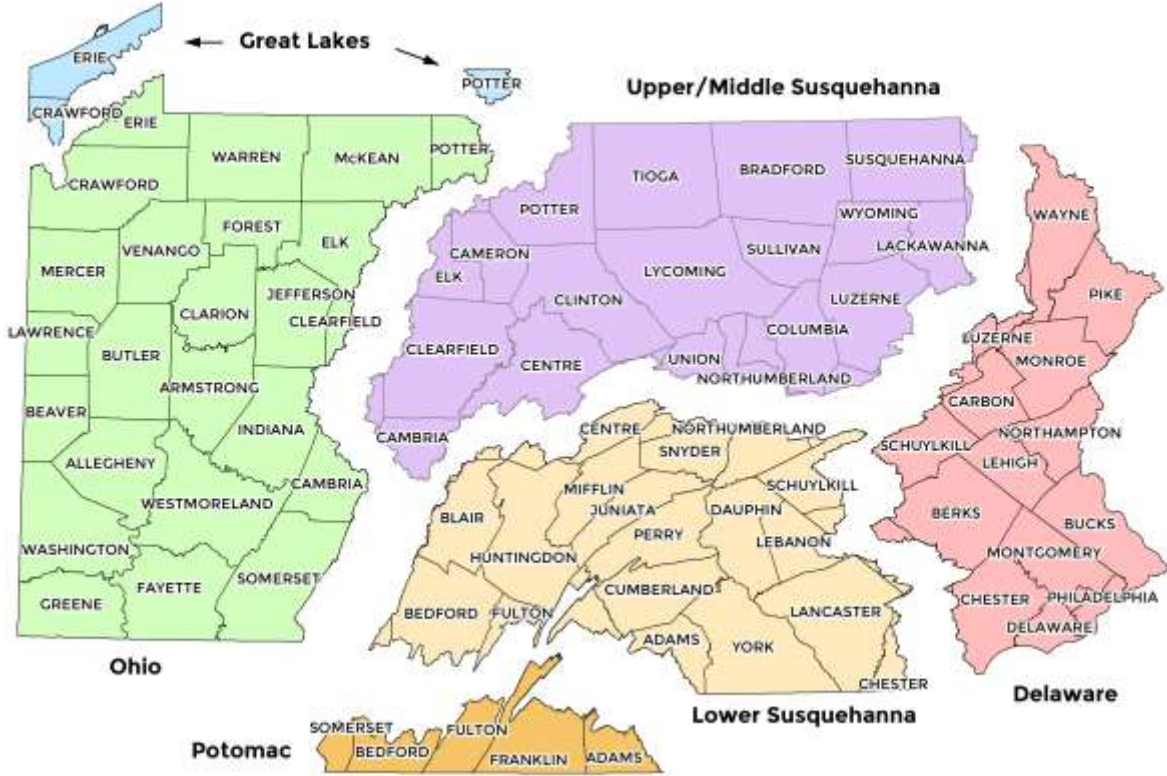 Great Lakes
ERIE
CRAWFORD
POTTER
ERIE
WARREN
McKEAN
POTTER
CRAWFORD
FOREST
ELK
VENANGO
MERCER
JEFFERSON
CLARION
CLEARFIELD
LAWRENCE
BUTLER
ARMSTRONG
BEAVER
INDIANA
ALLEGHENY
CAMBRIA
WESTMORELAND
WASHINGTON
FAYETTE
SOMERSET
GREENE
Ohio
Upper/Middle Susquehanna
SUSQUEHANNA
BRADFORD
TIOGA
POTTER
WYOMING
SULLIVAN
LACKAWANNA
CAMERON
ELK
LYCOMING
CLINTON
LUZERNE
COLUMBIA
CLEARFIELD
CENTRE
UNION
NORTHUMBERLAND
CAMBRIA
CENTRE
NORTHUMBERLAND
SNYDER
MIFFLIN
SCHUYLKILL
BLAIR
JUNIATA
DAUPHIN
PERRY
LEBANON
HUNTINGDON
CUMBERLAND
BEDFORD
FULTON
LANCASTER
ADAMS
YORK
CHESTER
Lower Susquehanna
WAYNE
PIKE
LUZERNE
MONROE
CARBON
NORTHAMPTON
SCHUYLKILL
LEHIGH
BERKS
BUCKS
MONTGOMERY
CHESTER
PHILADELPHIA
DELAWARE
Delaware
Potomac
SOMERSET
BEDFORD
FULTON
FRANKLIN
ADAMS